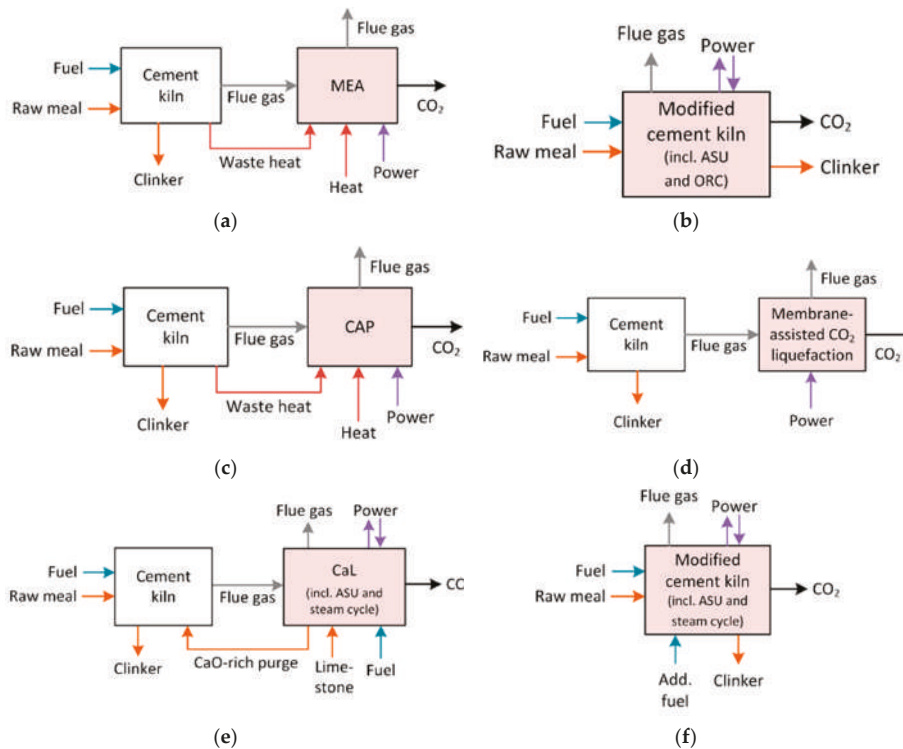 Fuel
Raw meal
Cement
kiln
Flue gas
Flue gas
MEA
CO₂
Waste heat
Clinker
Heat
Power
(a)
Flue gas
Power
Fuel
Raw meal
Modified
cement kiln
(incl. ASU
and ORC)
CO₂
Clinker
(b)
Fuel
Raw meal
Cement
kiln
Flue gas
Flue gas
CAP
CO₂
Waste heat
Clinker
Heat
Power
(c)
Fuel
Raw meal
Cement
kiln
Flue gas
Flue gas
Membrane-
assisted CO₂
liquefaction
CO₂
Clinker
Power
(d)
Fuel
Raw meal
Cement
kiln
Flue gas
Flue gas
Power
CaL
(incl. ASU and
steam cycle)
CC
Clinker
CaO-rich purge
Lime-
stone
Fuel
(e)
Flue gas
Power
Fuel
Raw meal
Modified
cement kiln
(incl. ASU and
steam cycle)
CO₂
Add.
fuel
Clinker
(f)